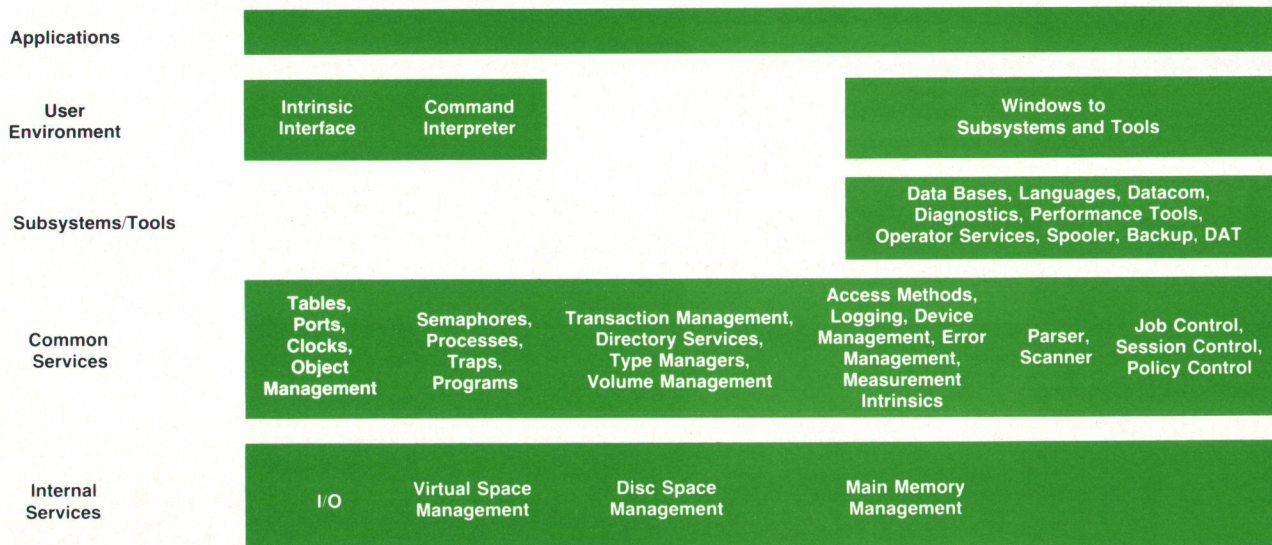 Applications
User
Environment
Intrinsic
Interface
Command
Interpreter
Windows to
Subsystems and Tools
Subsystems/Tools
Data Bases, Languages, Datacom,
Diagnostics, Performance Tools,
Operator Services, Spooler, Backup, DAT
Common
Services
Tables,
Ports,
Clocks,
Object
Management
Semaphores,
Processes,
Traps,
Programs
Transaction Management,
Directory Services,
Type Managers,
Volume Management
Access Methods,
Logging, Device
Management, Error
Management,
Measurement
Intrinsics
Parser,
Scanner
Job Control,
Session Control,
Policy Control
Internal
Services
I/O
Virtual Space
Management
Disc Space
Management
Main Memory
Management